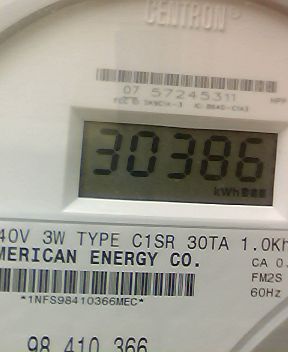 CENTRON®
07 57245311
30386
kWh
40V 3W TYPE C1SR 30TA 1.0Kh
MERICAN ENERGY CO.
CA 0.
FM2S
60Hz
*1NFS98410366MEC*
98 410 366